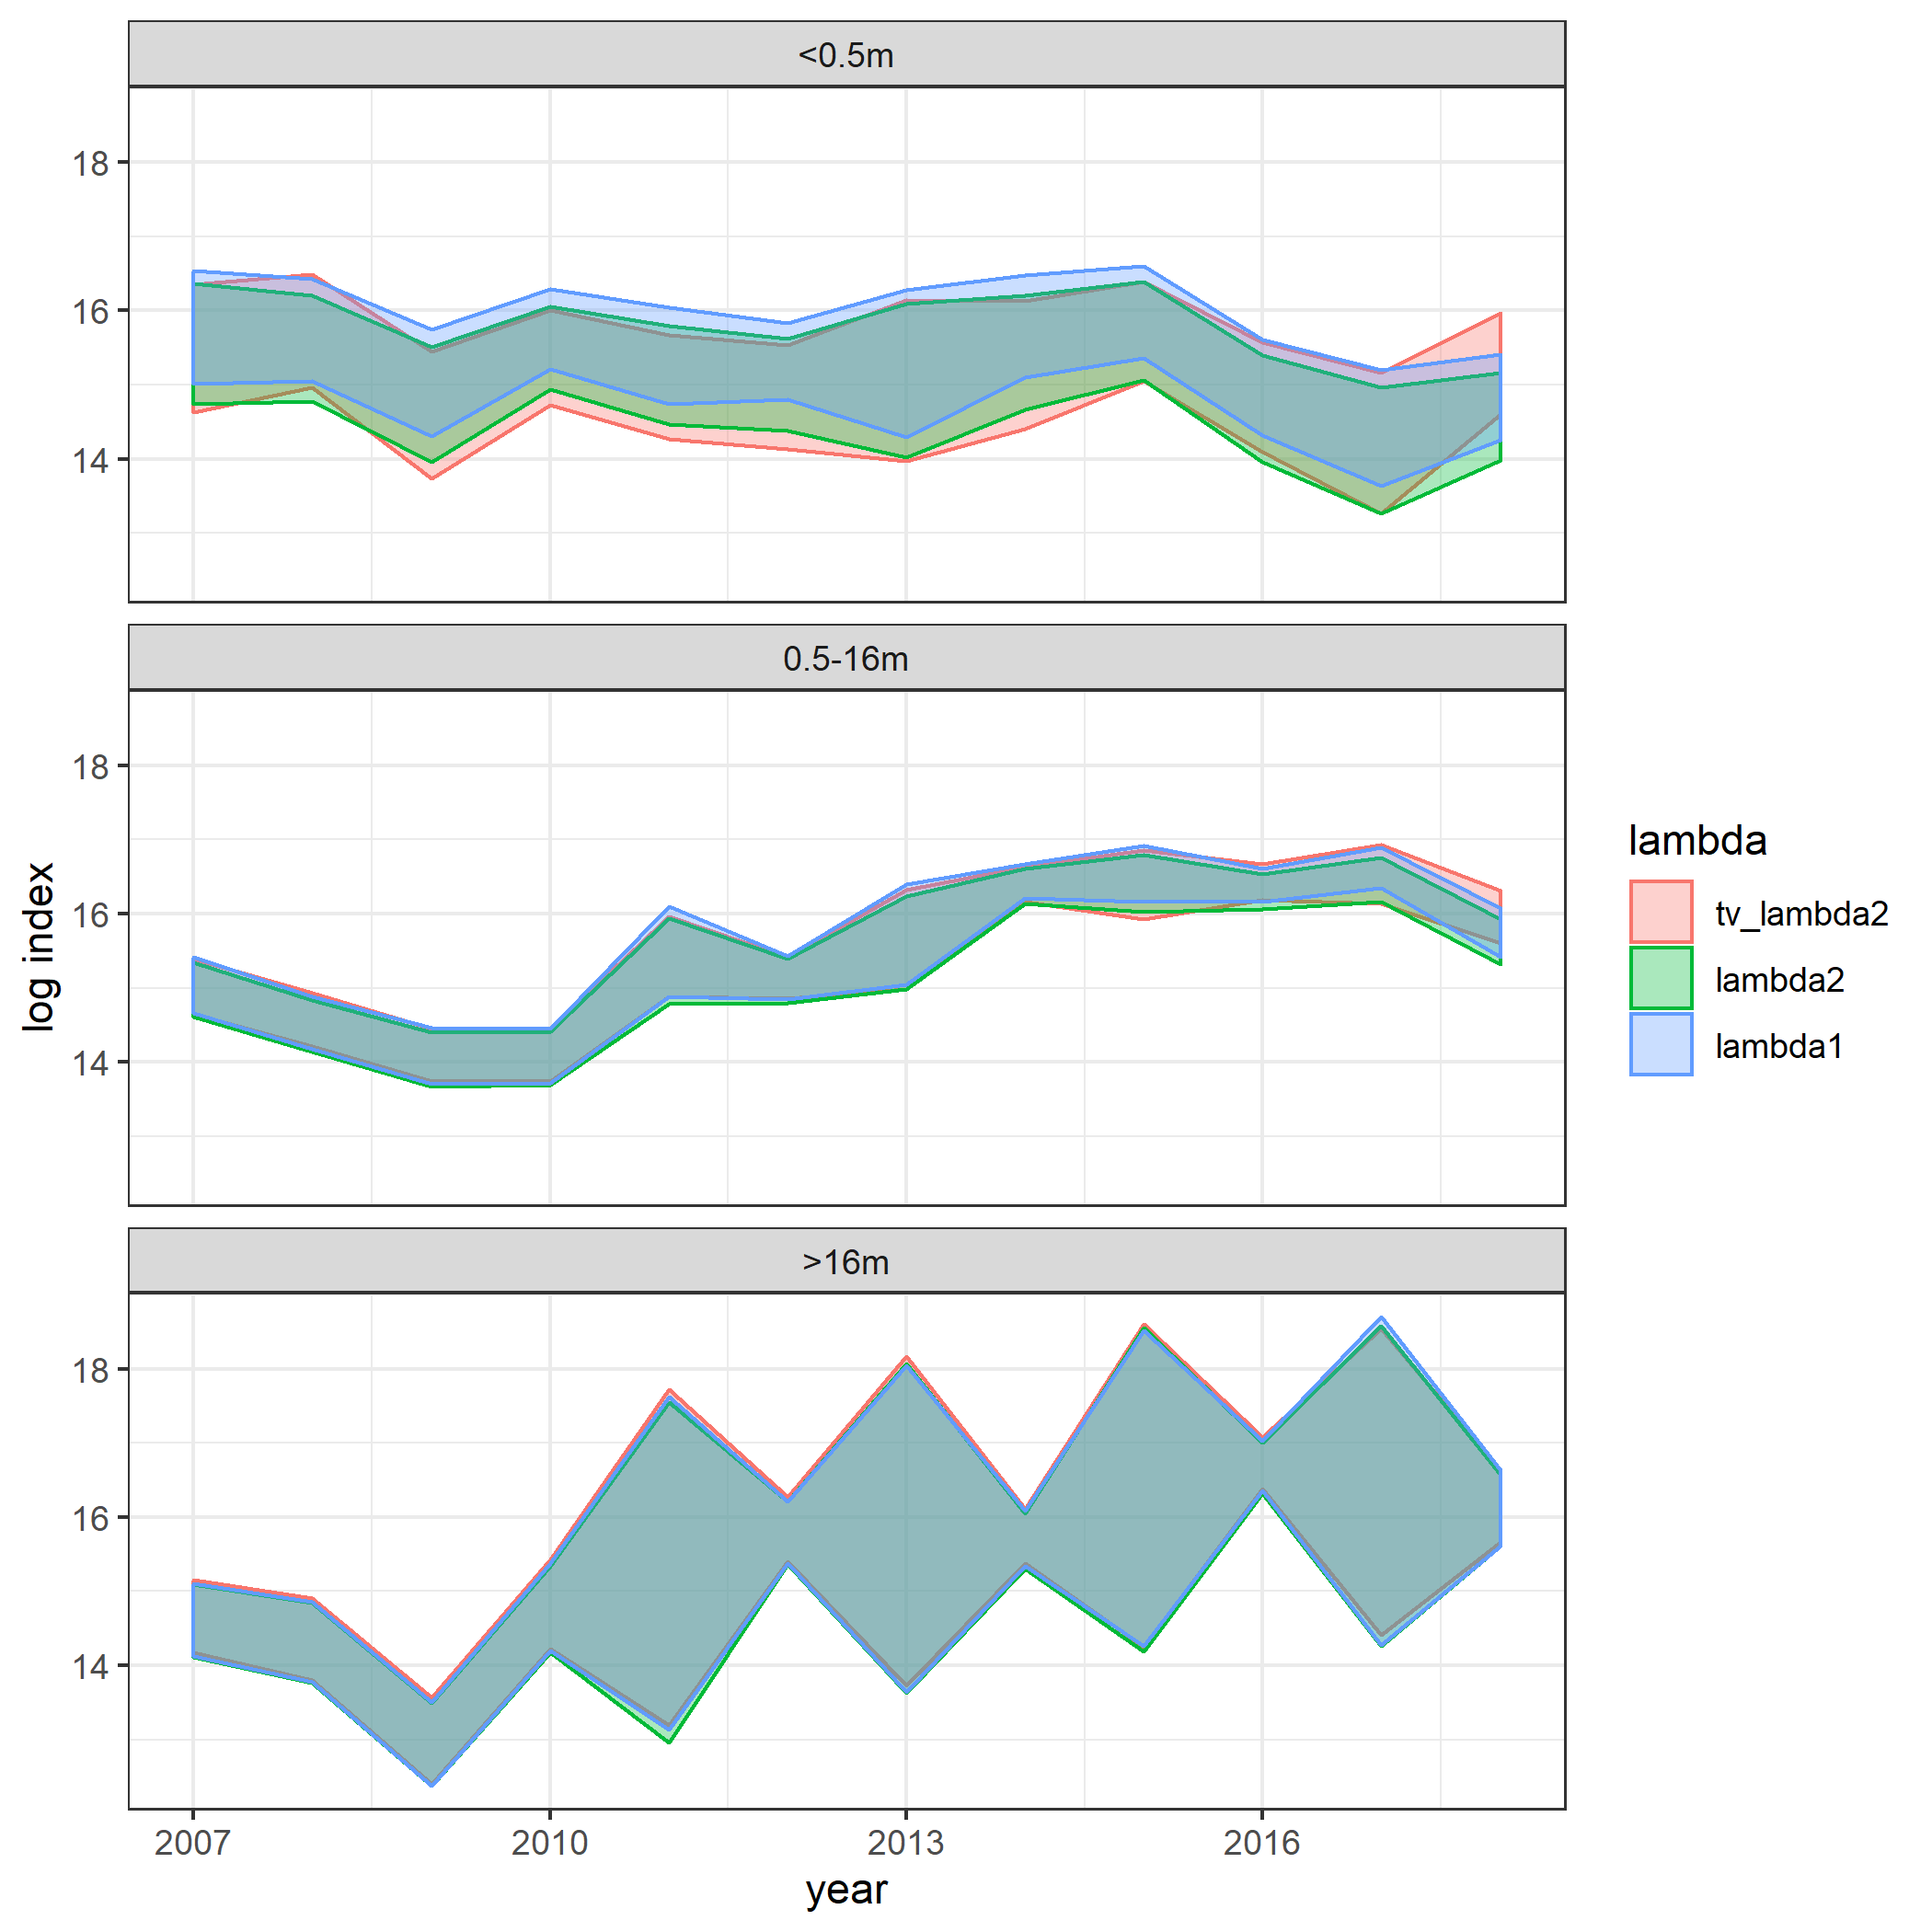 <0.5m
18
16
14
0.5-16m
18
16
14
>16m
18
16
14
2007 2010 2013 2016
year
log index
lambda
tv_lambda2
lambda2
lambda1